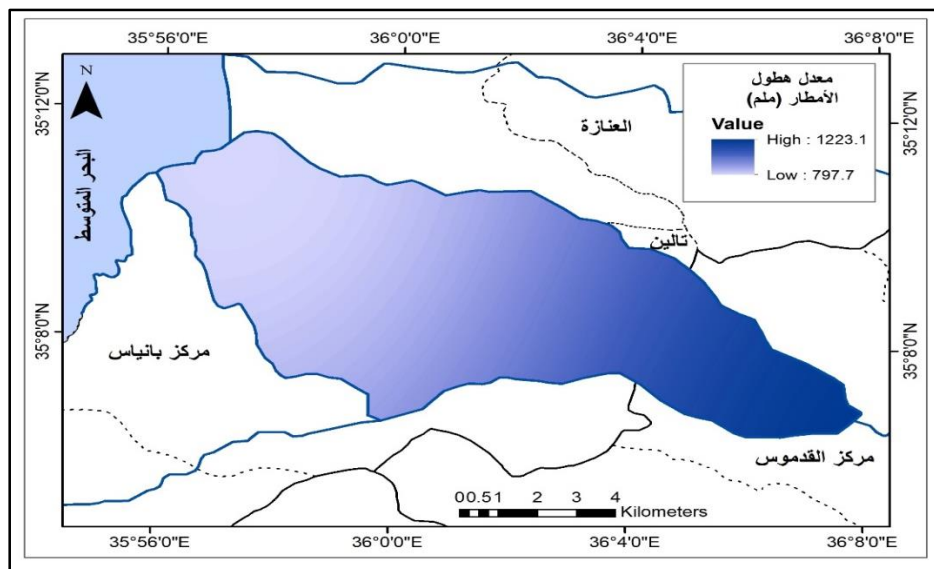 35°56'0"E
36°0'0"E
36°4'0"E
36°8'0"E
N
35°12'0"N
35°12'0"N
معدل هطول
الأمطار (ملم)
Value
High : 1223.1
Low : 797.7
العنازة
البحر المتوسط
تالين
35°8'0"N
35°8'0"N
مركز بانياس
مركز القدموس
0 0.5 1 2 3 4
Kilometers
35°56'0"E
36°0'0"E
36°4'0"E
36°8'0"E